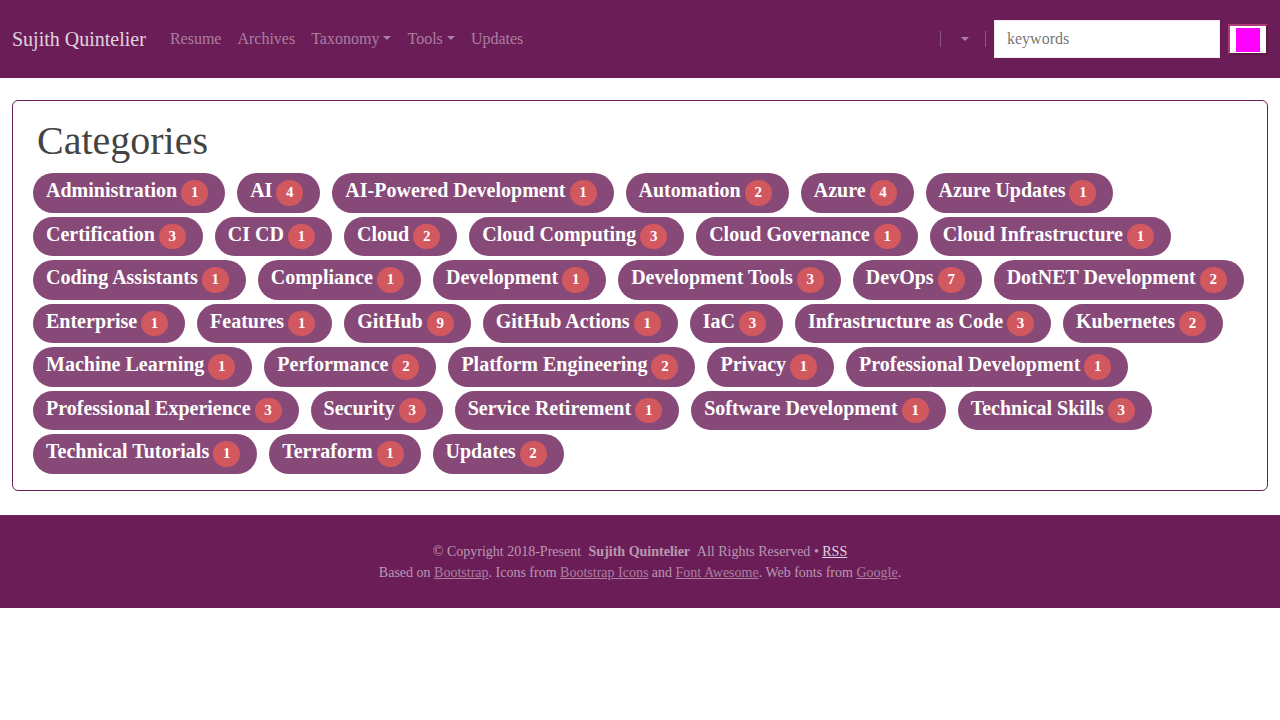 Sujith Quintelier Resume Archives Taxonomy Tools Updates keywords
Categories
Administration 1 AI 4 AI-Powered Development 1 Automation 2 Azure 4 Azure Updates 1
Certification 3 CI CD 1 Cloud 2 Cloud Computing 3 Cloud Governance 1 Cloud Infrastructure 1
Coding Assistants 1 Compliance 1 Development 1 Development Tools 3 DevOps 7 DotNET Development 2
Enterprise 1 Features 1 GitHub 9 GitHub Actions 1 IaC 3 Infrastructure as Code 3 Kubernetes 2
Machine Learning 1 Performance 2 Platform Engineering 2 Privacy 1 Professional Development 1
Professional Experience 3 Security 3 Service Retirement 1 Software Development 1 Technical Skills 3
Technical Tutorials 1 Terraform 1 Updates 2
© Copyright 2018-Present Sujith Quintelier All Rights Reserved • RSS
Based on Bootstrap. Icons from Bootstrap Icons and Font Awesome. Web fonts from Google.